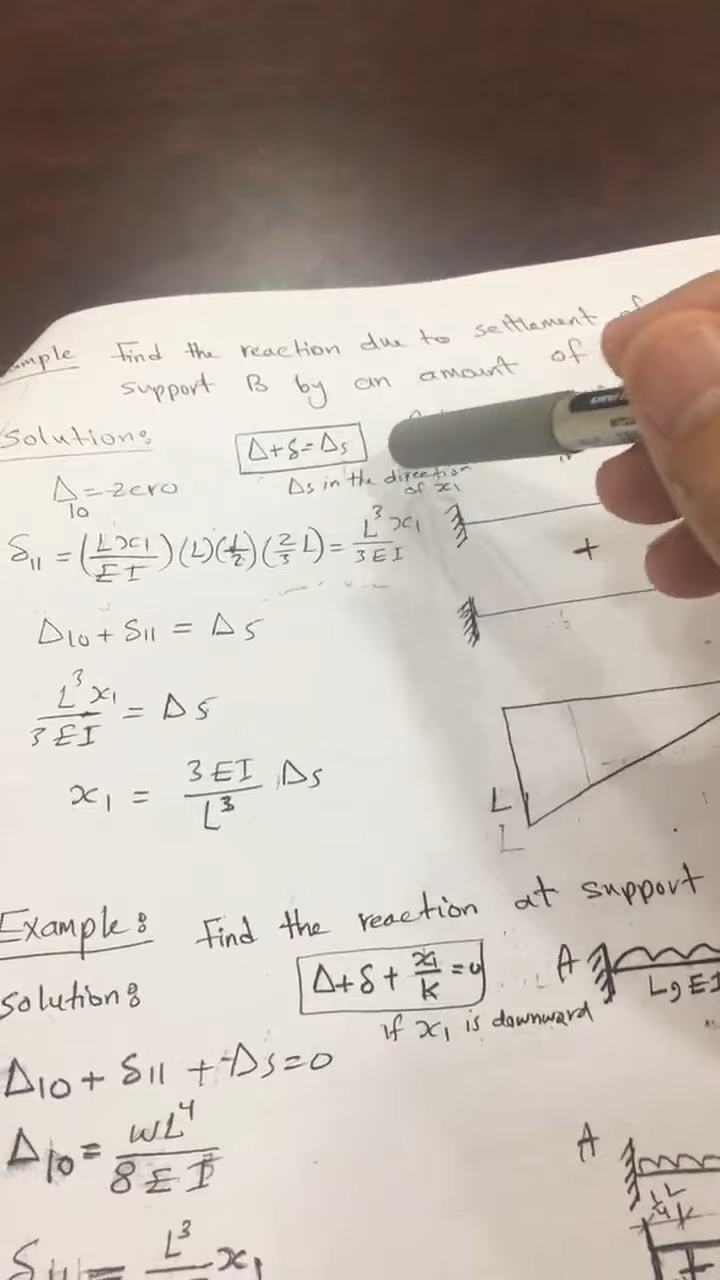 Find the reaction due to settlement of
support B by an amount of
Solution:
Δ+δ=Δs
Δs in the direction
of x₁
Δ₁₀=zero
δ₁₁ = (Lx₁/EI)(L)(1/2)(2/3 L) = L³x₁/3EI
+
Δ₁₀ + δ₁₁ = Δs
L³x₁/3EI = Δs
x₁ = 3EI/L³ Δs
L
L
Example: Find the reaction at support
Solution:
Δ+δ+x₁/K=0
if x₁ is downward
A
L, EI
Δ₁₀ + δ₁₁ + Δs=0
Δ₁₀ = wL⁴/8EI
A
δ₁₁ = L³ x₁
+